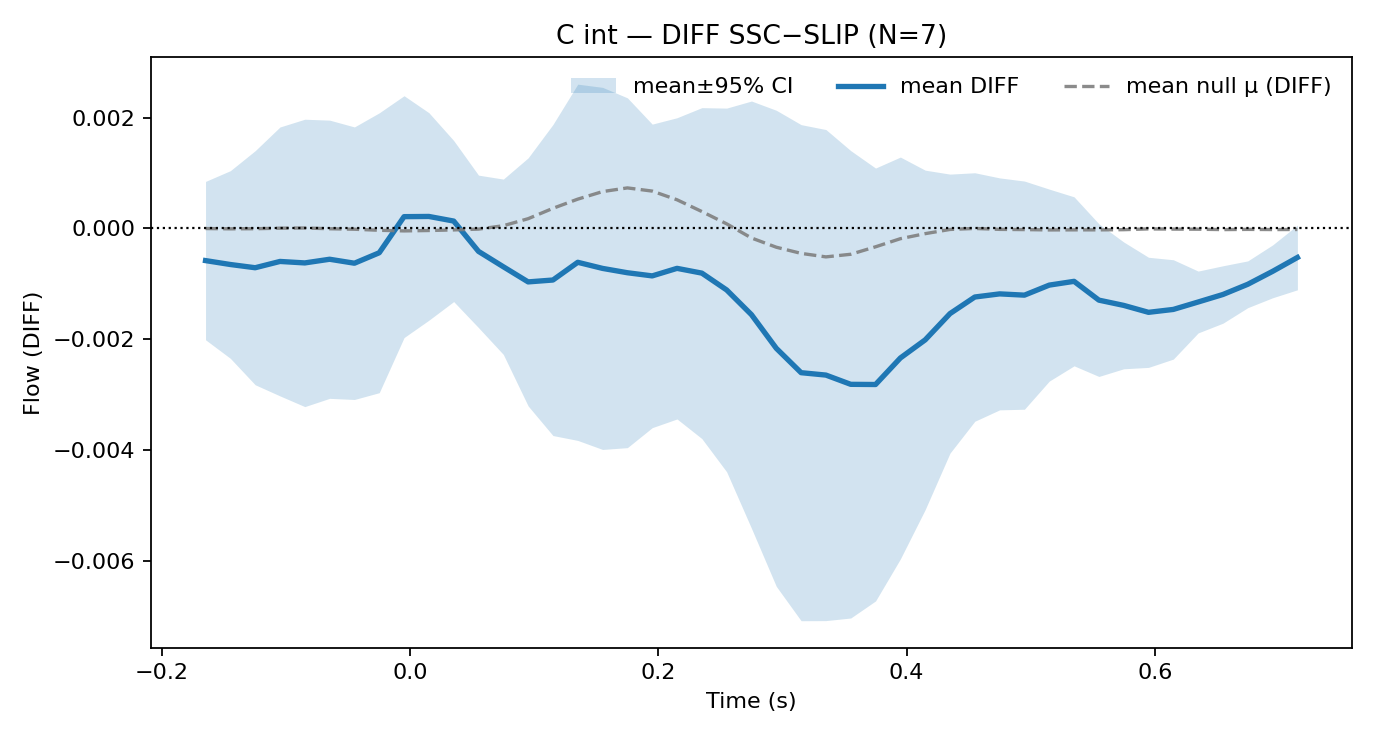 C int — DIFF SSC−SLIP (N=7)
mean±95% CI
mean DIFF
mean null μ (DIFF)
0.002
0.000
−0.002
−0.004
−0.006
Flow (DIFF)
−0.2
0.0
0.2
0.4
0.6
Time (s)